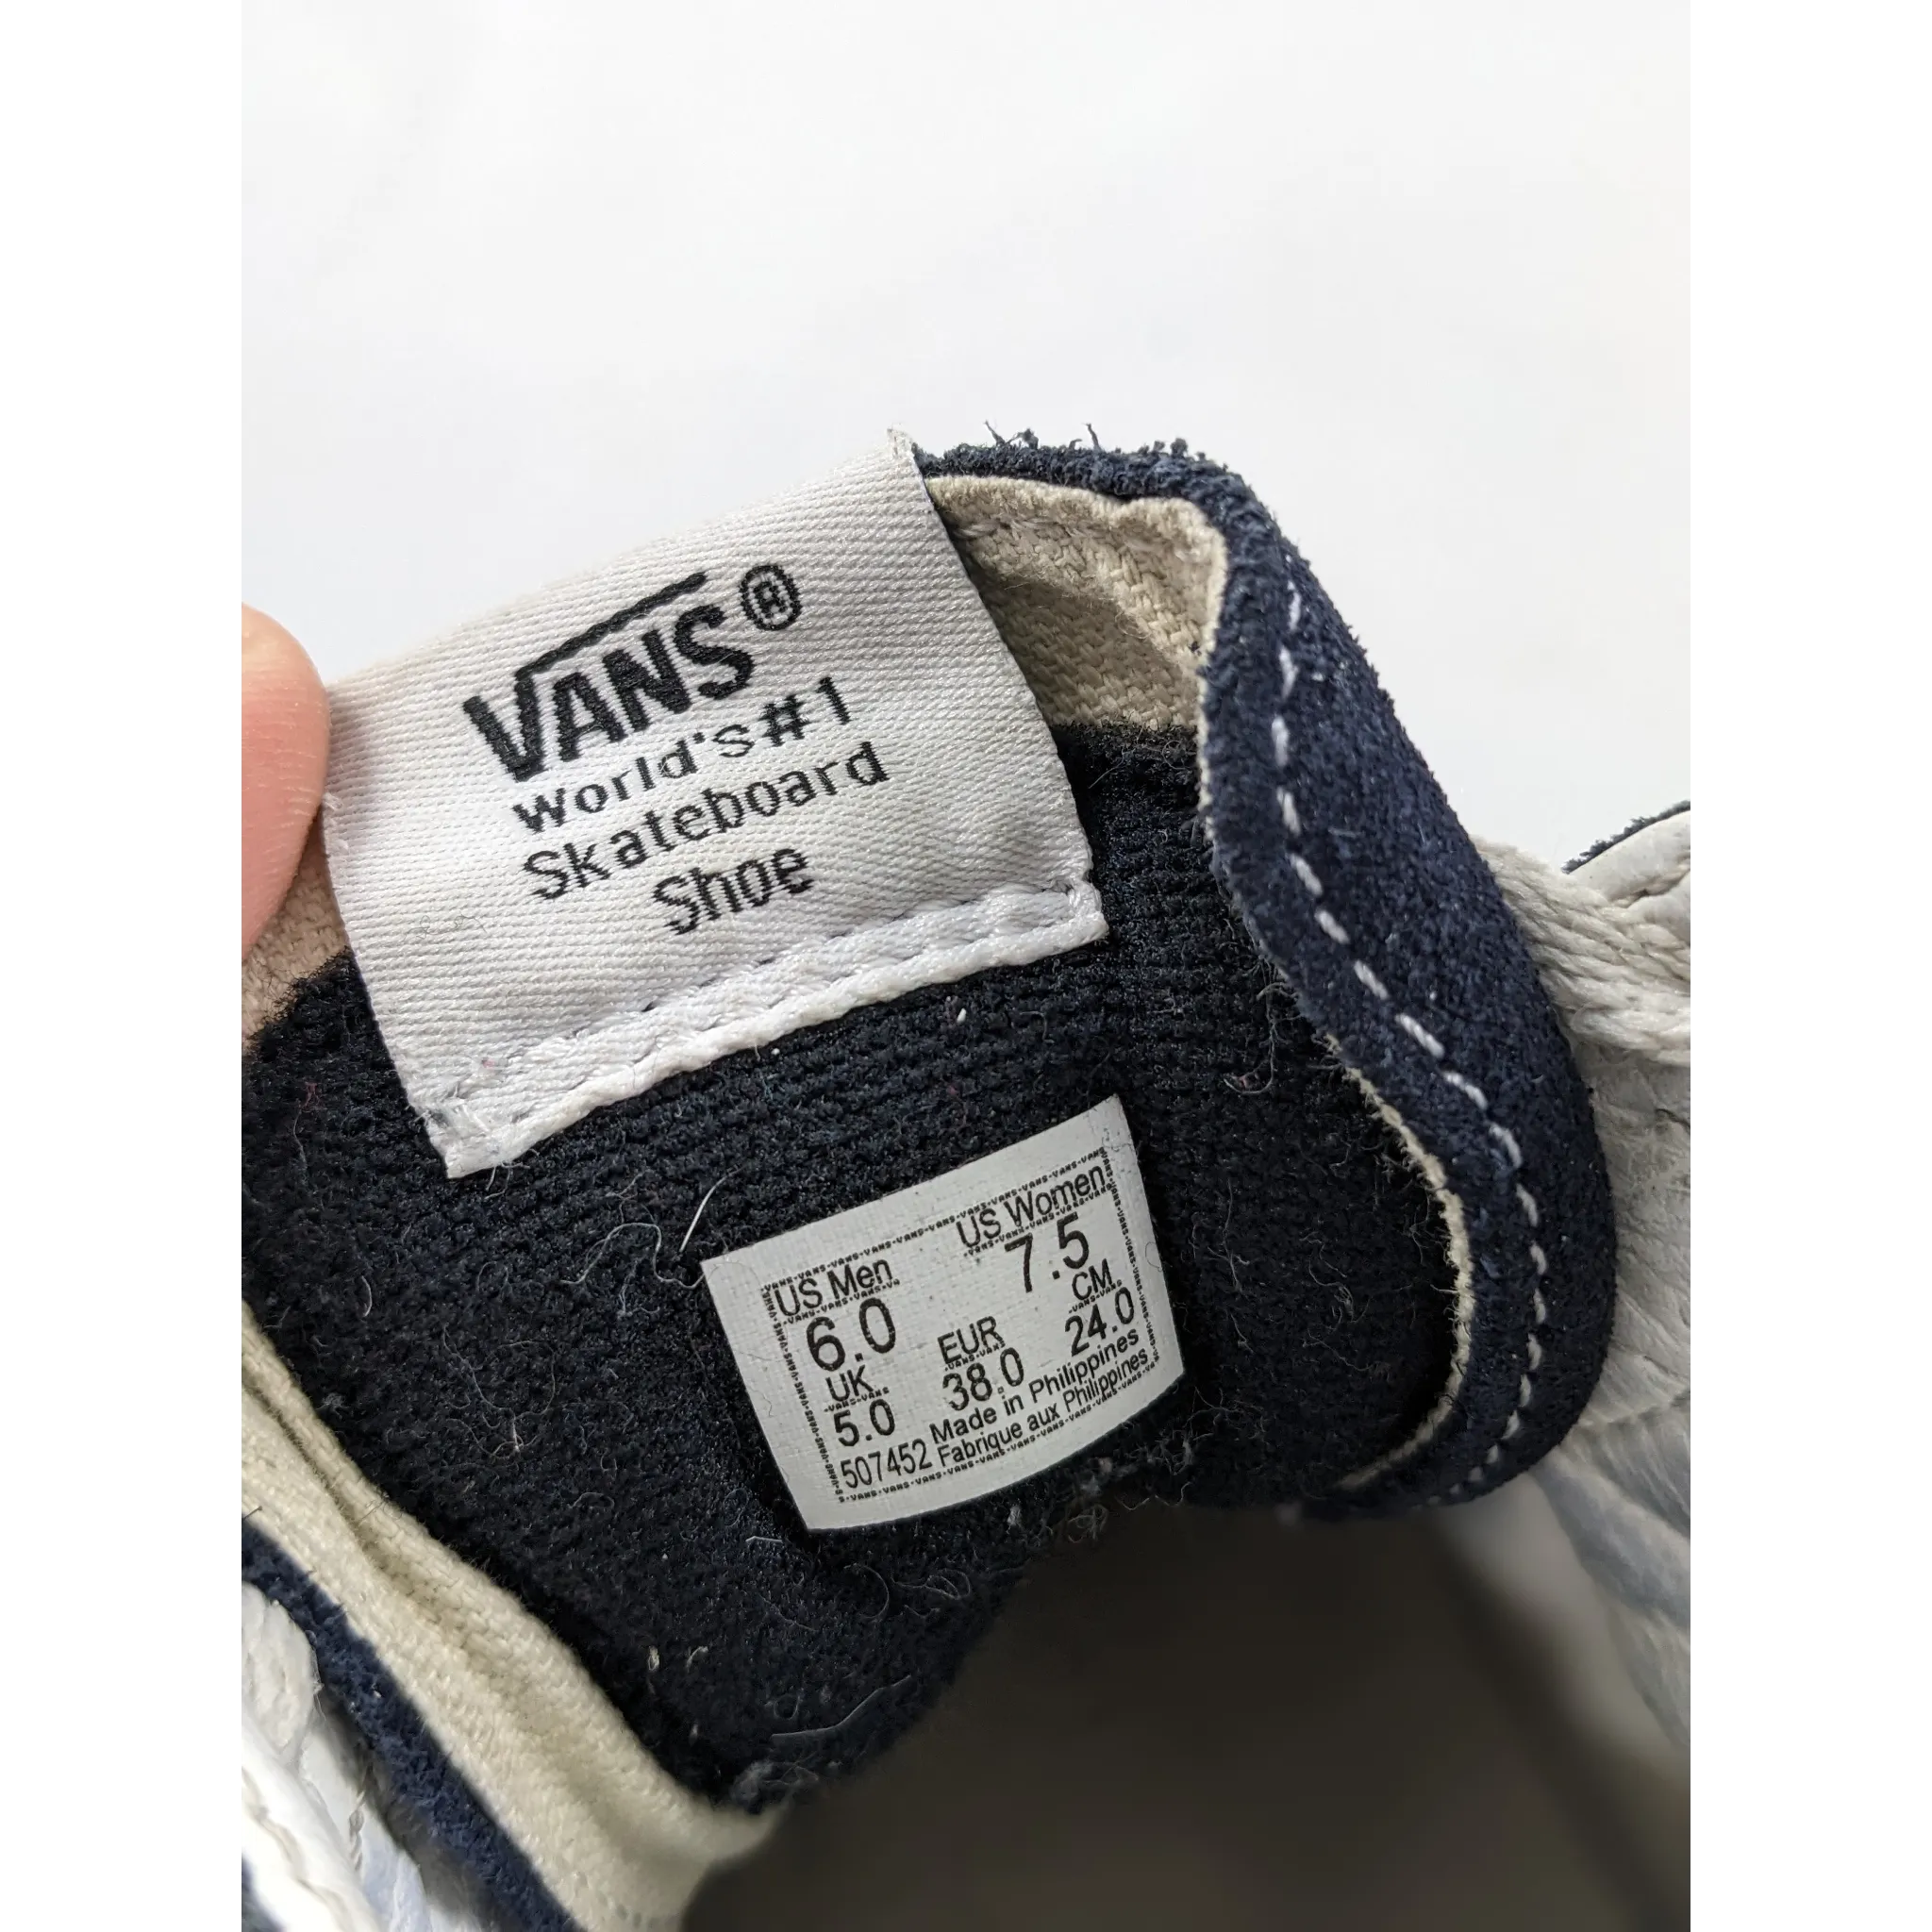 VANS®
World's #1
Skateboard
Shoe
US Men US Women
6.0 7.5
UK EUR CM
5.0 38.0 24.0
507452 Made in Philippines
Fabrique aux Philippines